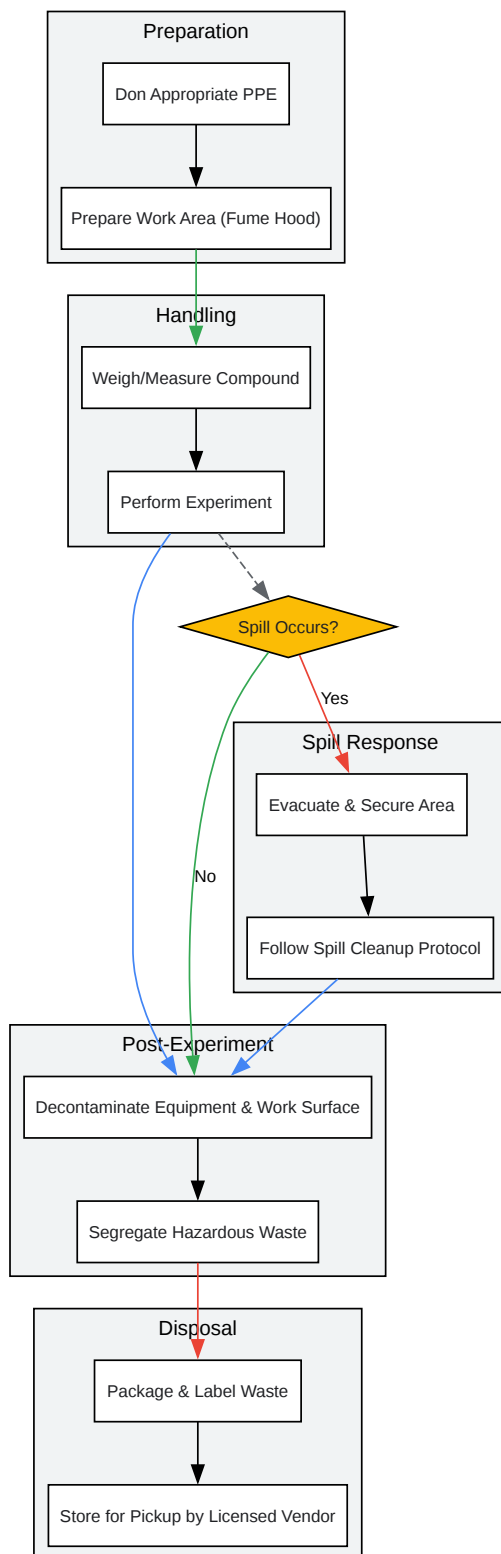 Preparation
Don Appropriate PPE
Prepare Work Area (Fume Hood)
Handling
Weigh/Measure Compound
Perform Experiment
Spill Occurs?
Yes
Spill Response
Evacuate & Secure Area
No
Follow Spill Cleanup Protocol
Post-Experiment
Decontaminate Equipment & Work Surface
Segregate Hazardous Waste
Disposal
Package & Label Waste
Store for Pickup by Licensed Vendor